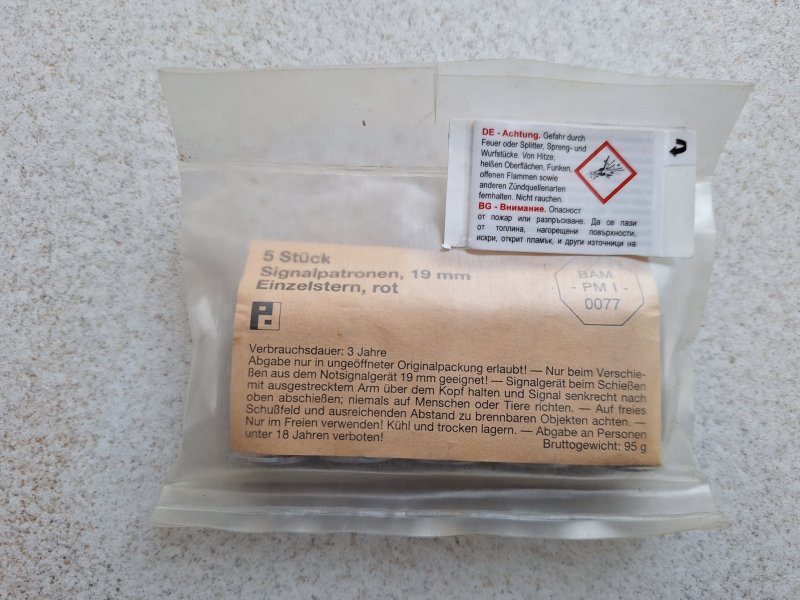 DE - Achtung. Gefahr durch
Feuer oder Splitter, Spreng- und
Wurfstücke. Von Hitze,
heißen Oberflächen, Funken,
offenen Flammen sowie
anderen Zündquellenarten
fernhalten. Nicht rauchen.
BG - Внимание. Опасност
от пожар или разпръскване. Да се пази
от топлина, нагорещени повърхности,
искри, открит пламък, и други източници на
5 Stück
Signalpatronen, 19 mm
Einzelstern, rot
BAM
- PM I -
0077
Verbrauchsdauer: 3 Jahre
Abgabe nur in ungeöffneter Originalpackung erlaubt! — Nur beim Verschie-
ßen aus dem Notsignalgerät 19 mm geeignet! — Signalgerät beim Schießen
mit ausgestrecktem Arm über dem Kopf halten und Signal senkrecht nach
oben abschießen; niemals auf Menschen oder Tiere richten. — Auf freies
Schußfeld und ausreichenden Abstand zu brennbaren Objekten achten. —
Nur im Freien verwenden! Kühl und trocken lagern. — Abgabe an Personen
unter 18 Jahren verboten!
Bruttogewicht: 95 g